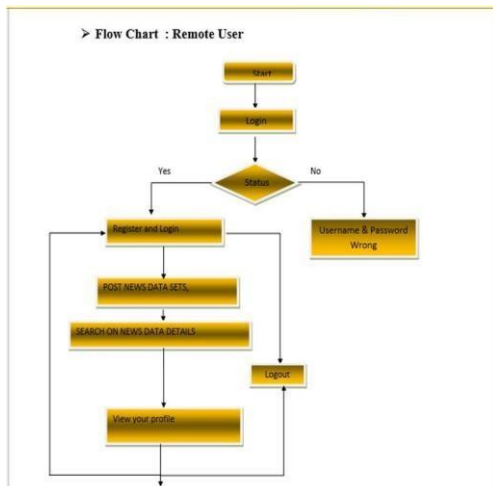 ➢ Flow Chart : Remote User
Start
Login
Status
Yes
No
Register and Login
Username & Password
Wrong
POST NEWS DATA SETS,
SEARCH ON NEWS DATA DETAILS
Logout
View your profile